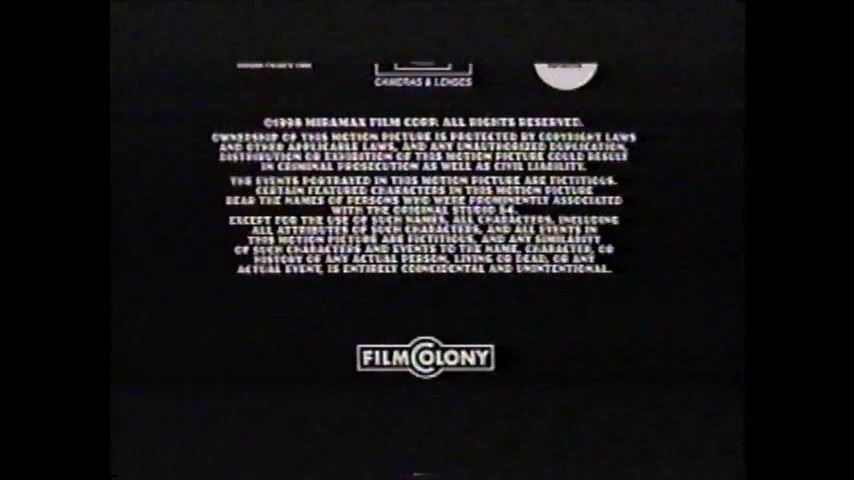 CAMERAS & LENSES
©1998 MIRAMAX FILM CORP. ALL RIGHTS RESERVED.
OWNERSHIP OF THIS MOTION PICTURE IS PROTECTED BY COPYRIGHT LAWS
AND OTHER APPLICABLE LAWS, AND ANY UNAUTHORIZED DUPLICATION,
DISTRIBUTION OR EXHIBITION OF THIS MOTION PICTURE COULD RESULT
IN CRIMINAL PROSECUTION AS WELL AS CIVIL LIABILITY.
THE EVENTS PORTRAYED IN THIS MOTION PICTURE ARE FICTITIOUS.
CERTAIN FEATURED CHARACTERS IN THIS MOTION PICTURE
BEAR THE NAMES OF PERSONS WHO WERE PROMINENTLY ASSOCIATED
WITH THE ORIGINAL STUDIO 54.
EXCEPT FOR THE USE OF SUCH NAMES, ALL CHARACTERS, INCLUDING
ALL ATTRIBUTES OF SUCH CHARACTERS, AND ALL EVENTS IN
THIS MOTION PICTURE ARE FICTITIOUS, AND ANY SIMILARITY
OF SUCH CHARACTERS AND EVENTS TO THE NAME, CHARACTER, OR
HISTORY OF ANY ACTUAL PERSON, LIVING OR DEAD, OR ANY
ACTUAL EVENT, IS ENTIRELY COINCIDENTAL AND UNINTENTIONAL.
FILMCOLONY